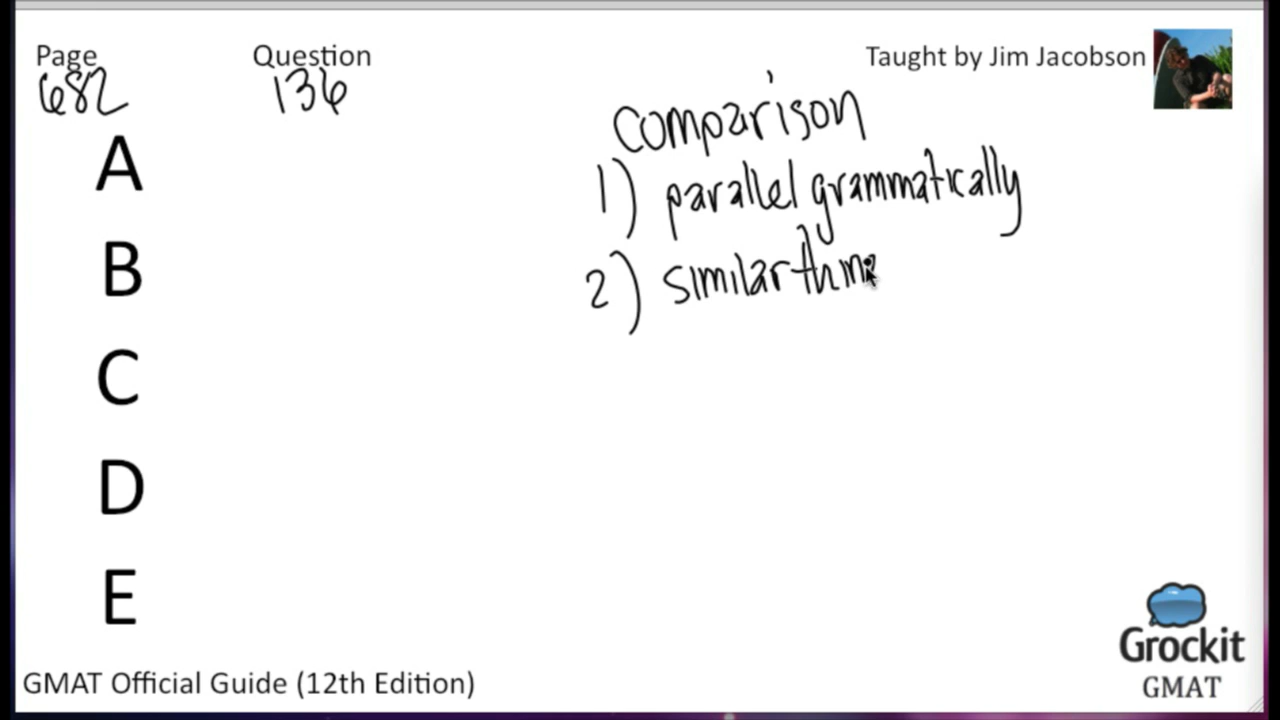 Page Question Taught by Jim Jacobson
682 136
comparison
A
1) parallel grammatically
B
2) similar thing
C
D
E
Grockit
GMAT
GMAT Official Guide (12th Edition)